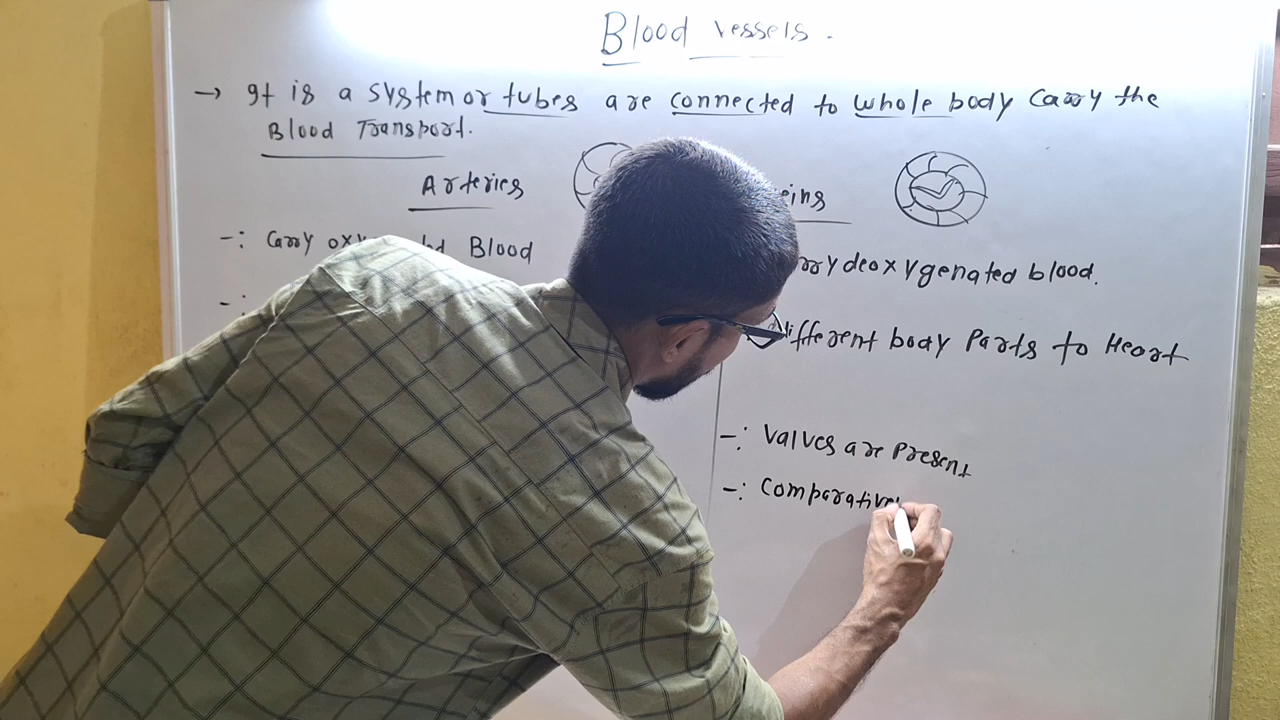 Blood vessels.
→ It is a system or tubes are connected to whole body carry the
Blood Transport.
Arteries
-: Carry Blood
-:
deoxygenated blood.
different body Parts to Heart
-: Valves are Present
-: Comparative